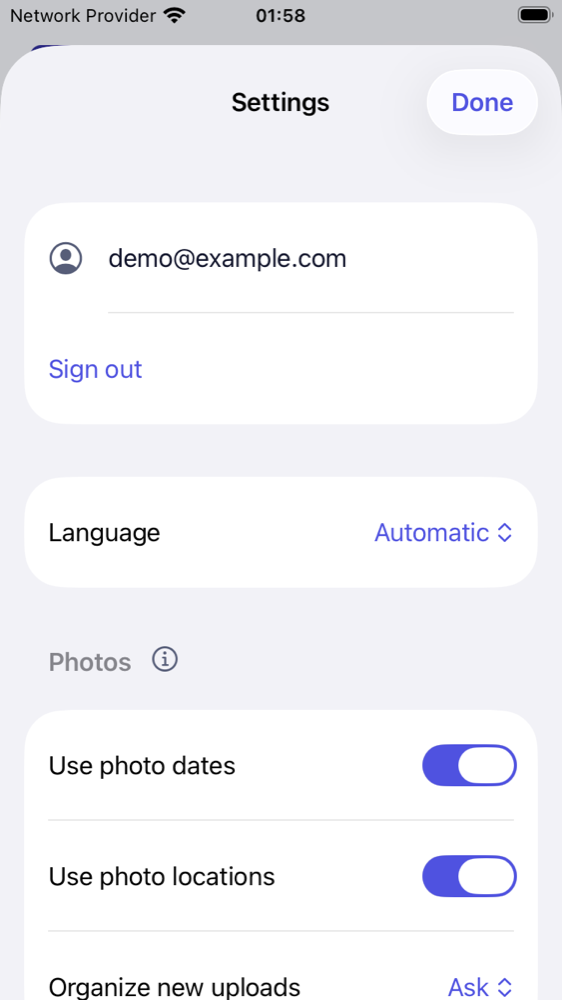 Network Provider 01:58
Settings
Done
demo@example.com
Sign out
Language
Automatic
Photos
Use photo dates
Use photo locations
Organize new uploads
Ask